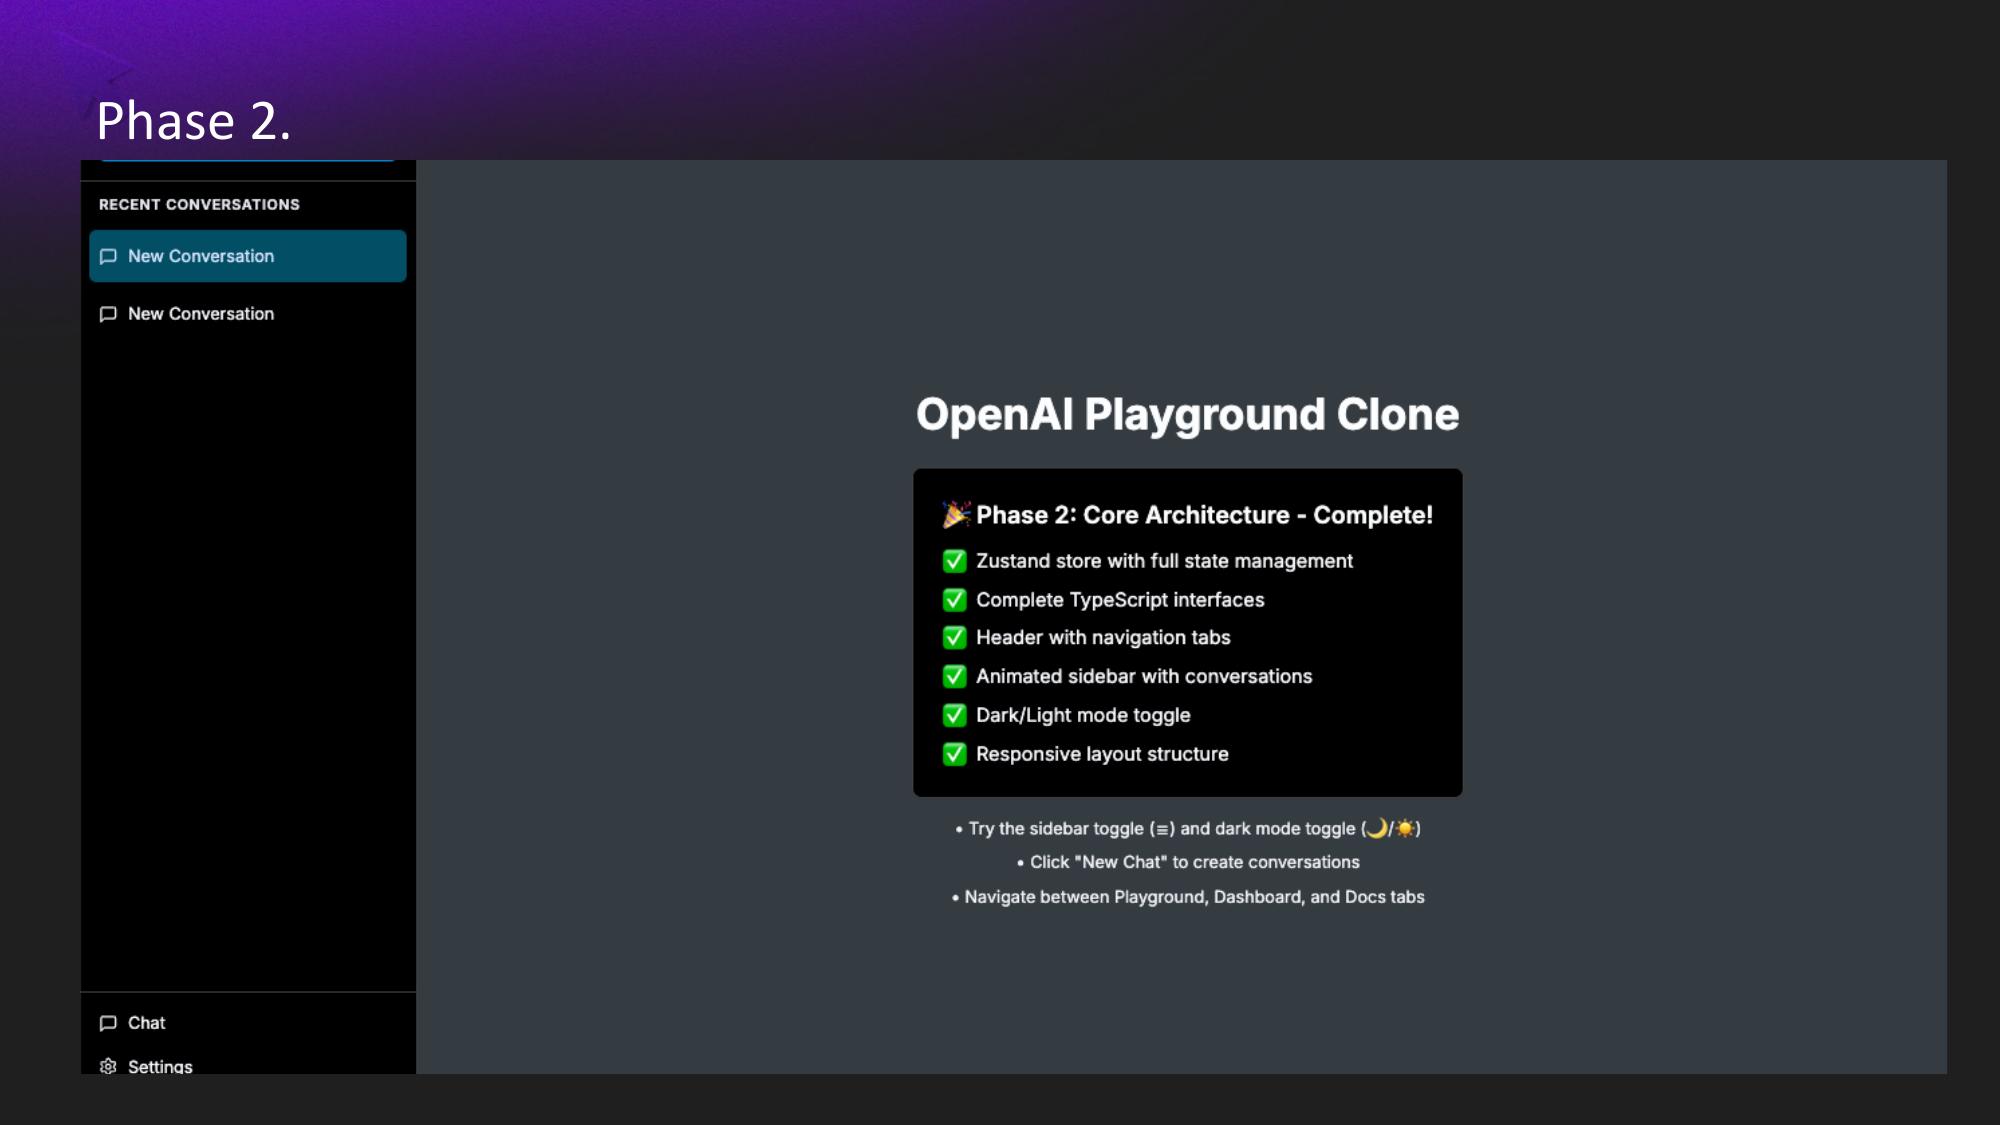 Phase 2.
RECENT CONVERSATIONS
New Conversation
New Conversation
Chat
Settings
OpenAI Playground Clone
🎉 Phase 2: Core Architecture - Complete!
✅ Zustand store with full state management
✅ Complete TypeScript interfaces
✅ Header with navigation tabs
✅ Animated sidebar with conversations
✅ Dark/Light mode toggle
✅ Responsive layout structure
• Try the sidebar toggle (≡) and dark mode toggle (🌙/☀️)
• Click "New Chat" to create conversations
• Navigate between Playground, Dashboard, and Docs tabs